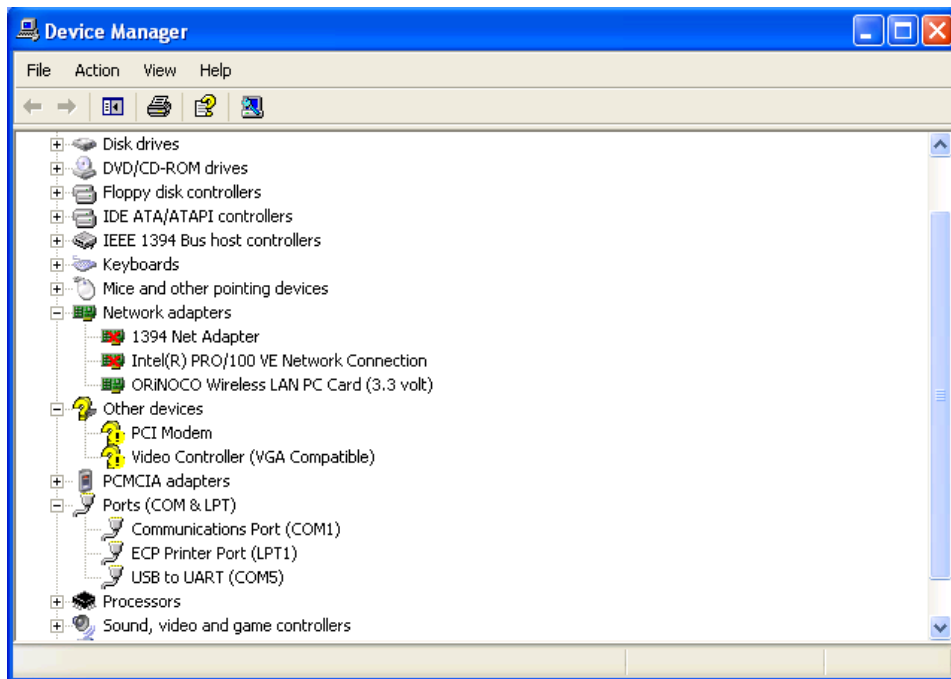 Device Manager
File Action View Help
Disk drives
DVD/CD-ROM drives
Floppy disk controllers
IDE ATA/ATAPI controllers
IEEE 1394 Bus host controllers
Keyboards
Mice and other pointing devices
Network adapters
1394 Net Adapter
Intel(R) PRO/100 VE Network Connection
ORiNOCO Wireless LAN PC Card (3.3 volt)
Other devices
PCI Modem
Video Controller (VGA Compatible)
PCMCIA adapters
Ports (COM & LPT)
Communications Port (COM1)
ECP Printer Port (LPT1)
USB to UART (COM5)
Processors
Sound, video and game controllers